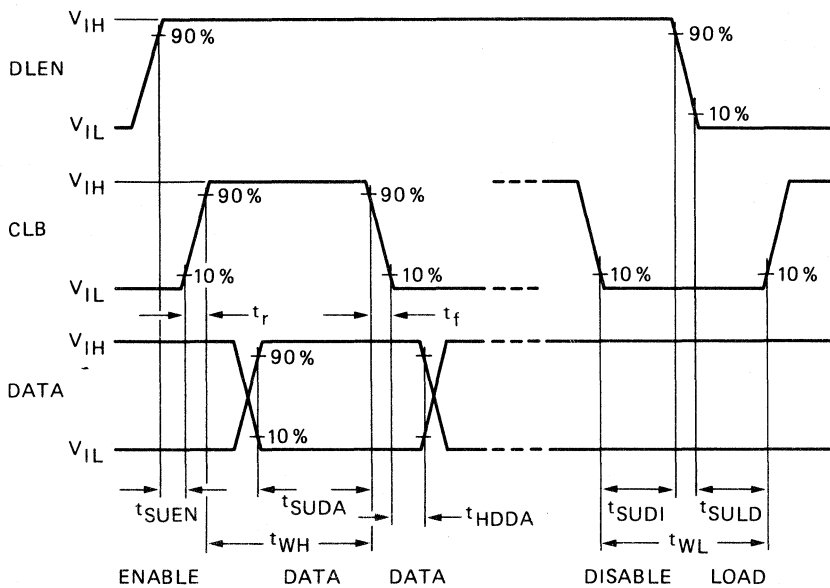 V_IH
90%
90%
DLEN
10%
V_IL
V_IH
90%
90%
CLB
10%
10%
10%
10%
V_IL
t_r
t_f
V_IH
90%
DATA
10%
V_IL
t_SUEN
t_SUDA
t_HDDA
t_SUDI
t_SULD
t_WH
t_WL
ENABLE DATA DATA DISABLE LOAD